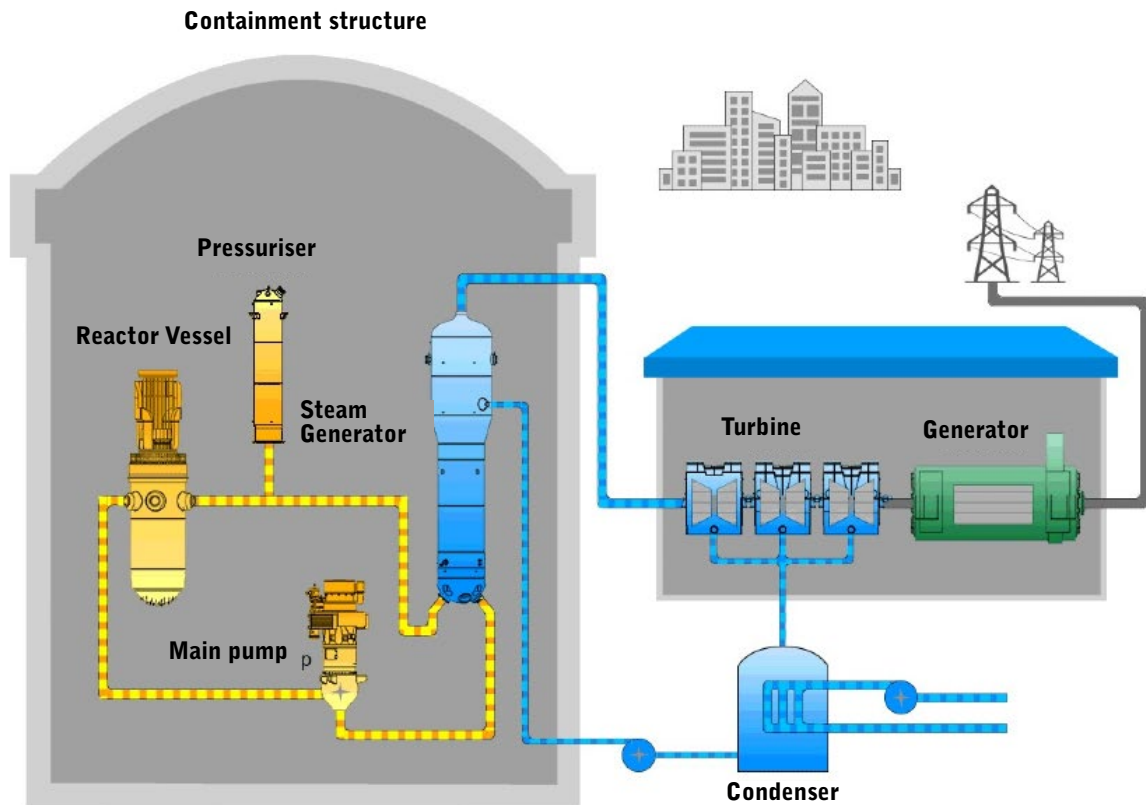 Containment structure
Pressuriser
Reactor Vessel
Steam
Generator
Turbine
Generator
Main pump
p
Condenser